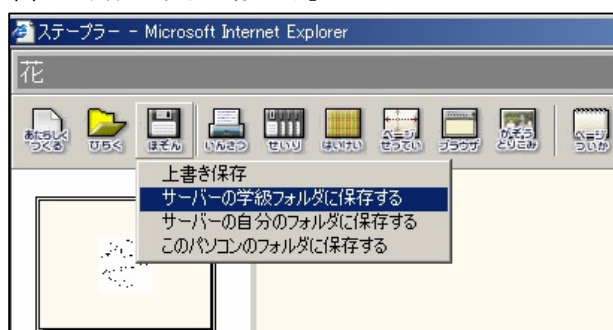 ステープラー - Microsoft Internet Explorer
花
あたらしくつくる ひらく ほぞん いんさつ せいり はいけい ページせってい ブラウザ がぞうとりこみ ページついか
上書き保存
サーバーの学級フォルダに保存する
サーバーの自分のフォルダに保存する
このパソコンのフォルダに保存する